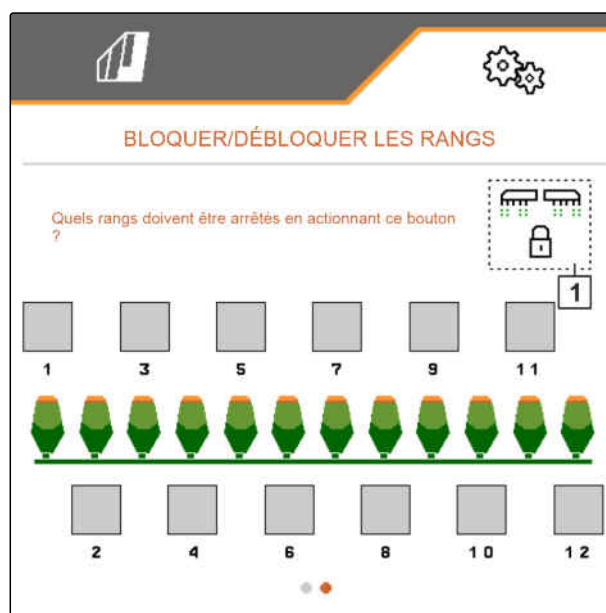 BLOQUER/DÉBLOQUER LES RANGS
Quels rangs doivent être arrêtés en actionnant ce bouton
?
1
1 3 5 7 9 11
2 4 6 8 10 12